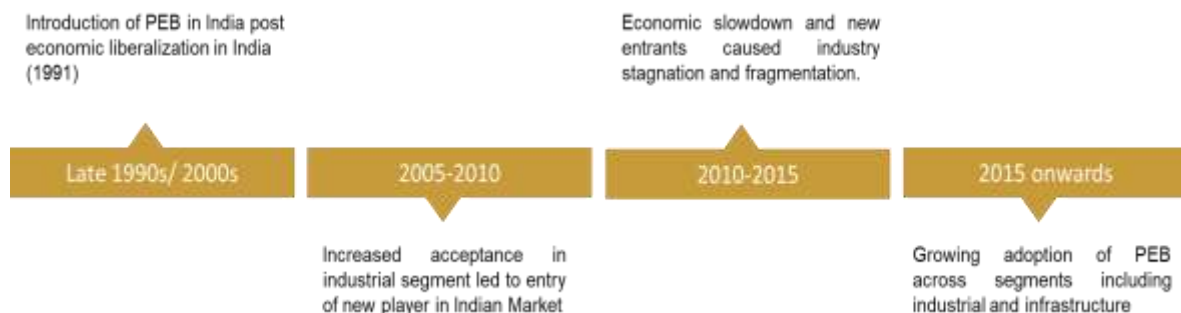 Introduction of PEB in India post
economic liberalization in India
(1991)
Economic slowdown and new
entrants caused industry
stagnation and fragmentation.
Late 1990s/ 2000s
2005-2010
2010-2015
2015 onwards
Increased acceptance in
industrial segment led to entry
of new player in Indian Market
Growing adoption of PEB
across segments including
industrial and infrastructure